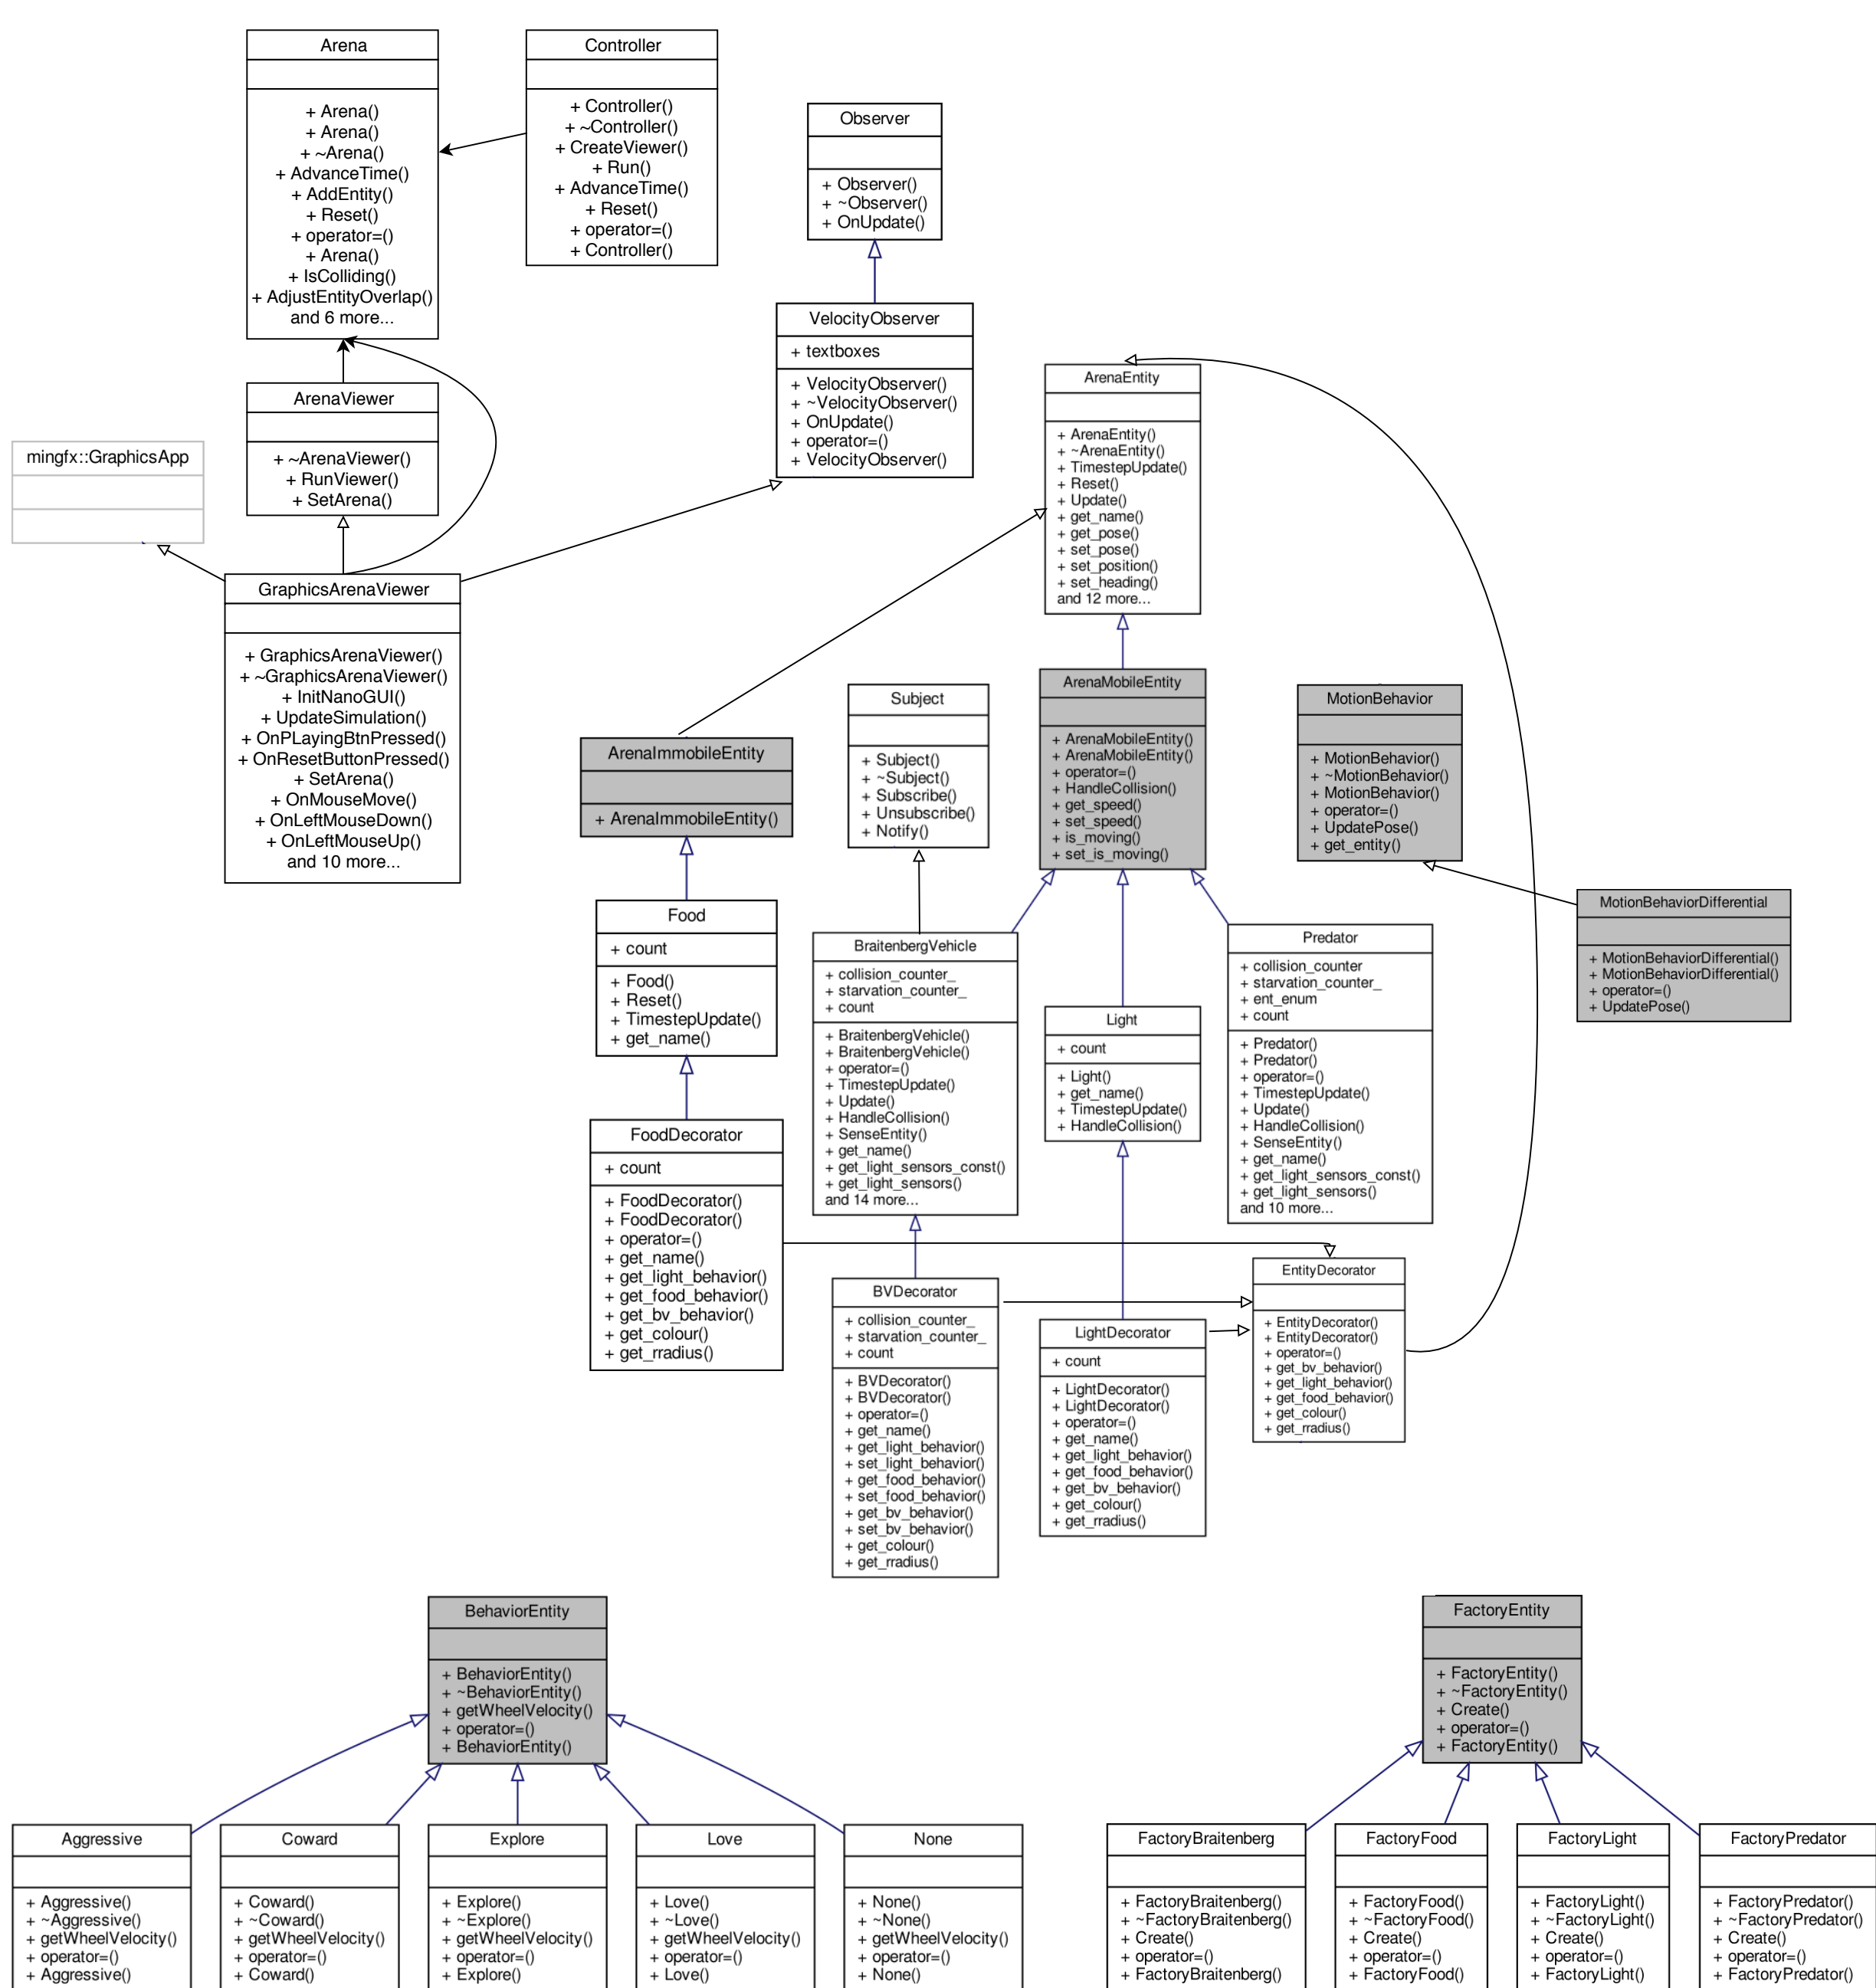 Arena
+ Arena()
+ Arena()
+ ~Arena()
+ AdvanceTime()
+ AddEntity()
+ Reset()
+ operator=()
+ Arena()
+ IsColliding()
+ AdjustEntityOverlap()
and 6 more...
Controller
+ Controller()
+ ~Controller()
+ CreateViewer()
+ Run()
+ AdvanceTime()
+ Reset()
+ operator=()
+ Controller()
Observer
+ Observer()
+ ~Observer()
+ OnUpdate()
VelocityObserver
+ textboxes
+ VelocityObserver()
+ ~VelocityObserver()
+ OnUpdate()
+ operator=()
+ VelocityObserver()
ArenaViewer
+ ~ArenaViewer()
+ RunViewer()
+ SetArena()
mingfx::GraphicsApp
GraphicsArenaViewer
+ GraphicsArenaViewer()
+ ~GraphicsArenaViewer()
+ InitNanoGUI()
+ UpdateSimulation()
+ OnPLayingBtnPressed()
+ OnResetButtonPressed()
+ SetArena()
+ OnMouseMove()
+ OnLeftMouseDown()
+ OnLeftMouseUp()
and 10 more...
ArenaEntity
+ ArenaEntity()
+ ~ArenaEntity()
+ TimestepUpdate()
+ Reset()
+ Update()
+ get_name()
+ get_pose()
+ set_pose()
+ set_position()
+ set_heading()
and 12 more...
ArenaImmobileEntity
+ ArenaImmobileEntity()
Subject
+ Subject()
+ ~Subject()
+ Subscribe()
+ Unsubscribe()
+ Notify()
ArenaMobileEntity
+ ArenaMobileEntity()
+ ArenaMobileEntity()
+ operator=()
+ HandleCollision()
+ get_speed()
+ set_speed()
+ is_moving()
+ set_is_moving()
MotionBehavior
+ MotionBehavior()
+ ~MotionBehavior()
+ MotionBehavior()
+ operator=()
+ UpdatePose()
+ get_entity()
MotionBehaviorDifferential
+ MotionBehaviorDifferential()
+ MotionBehaviorDifferential()
+ operator=()
+ UpdatePose()
Food
+ count
+ Food()
+ Reset()
+ TimestepUpdate()
+ get_name()
BraitenbergVehicle
+ collision_counter_
+ starvation_counter_
+ count
+ BraitenbergVehicle()
+ BraitenbergVehicle()
+ operator=()
+ TimestepUpdate()
+ Update()
+ HandleCollision()
+ SenseEntity()
+ get_name()
+ get_light_sensors_const()
+ get_light_sensors()
and 14 more...
Light
+ count
+ Light()
+ get_name()
+ TimestepUpdate()
+ HandleCollision()
Predator
+ collision_counter
+ starvation_counter_
+ ent_enum
+ count
+ Predator()
+ Predator()
+ operator=()
+ TimestepUpdate()
+ Update()
+ HandleCollision()
+ SenseEntity()
+ get_name()
+ get_light_sensors_const()
+ get_light_sensors()
and 10 more...
FoodDecorator
+ count
+ FoodDecorator()
+ FoodDecorator()
+ operator=()
+ get_name()
+ get_light_behavior()
+ get_food_behavior()
+ get_bv_behavior()
+ get_colour()
+ get_rradius()
BVDecorator
+ collision_counter_
+ starvation_counter_
+ count
+ BVDecorator()
+ BVDecorator()
+ operator=()
+ get_name()
+ get_light_behavior()
+ set_light_behavior()
+ get_food_behavior()
+ set_food_behavior()
+ get_bv_behavior()
+ set_bv_behavior()
+ get_colour()
+ get_rradius()
LightDecorator
+ count
+ LightDecorator()
+ LightDecorator()
+ operator=()
+ get_name()
+ get_light_behavior()
+ get_food_behavior()
+ get_bv_behavior()
+ get_colour()
+ get_rradius()
EntityDecorator
+ EntityDecorator()
+ EntityDecorator()
+ operator=()
+ get_bv_behavior()
+ get_light_behavior()
+ get_food_behavior()
+ get_colour()
+ get_rradius()
BehaviorEntity
+ BehaviorEntity()
+ ~BehaviorEntity()
+ getWheelVelocity()
+ operator=()
+ BehaviorEntity()
FactoryEntity
+ FactoryEntity()
+ ~FactoryEntity()
+ Create()
+ operator=()
+ FactoryEntity()
Aggressive
+ Aggressive()
+ ~Aggressive()
+ getWheelVelocity()
+ operator=()
+ Aggressive()
Coward
+ Coward()
+ ~Coward()
+ getWheelVelocity()
+ operator=()
+ Coward()
Explore
+ Explore()
+ ~Explore()
+ getWheelVelocity()
+ operator=()
+ Explore()
Love
+ Love()
+ ~Love()
+ getWheelVelocity()
+ operator=()
+ Love()
None
+ None()
+ ~None()
+ getWheelVelocity()
+ operator=()
+ None()
FactoryBraitenberg
+ FactoryBraitenberg()
+ ~FactoryBraitenberg()
+ Create()
+ operator=()
+ FactoryBraitenberg()
FactoryFood
+ FactoryFood()
+ ~FactoryFood()
+ Create()
+ operator=()
+ FactoryFood()
FactoryLight
+ FactoryLight()
+ ~FactoryLight()
+ Create()
+ operator=()
+ FactoryLight()
FactoryPredator
+ FactoryPredator()
+ ~FactoryPredator()
+ Create()
+ operator=()
+ FactoryPredator()